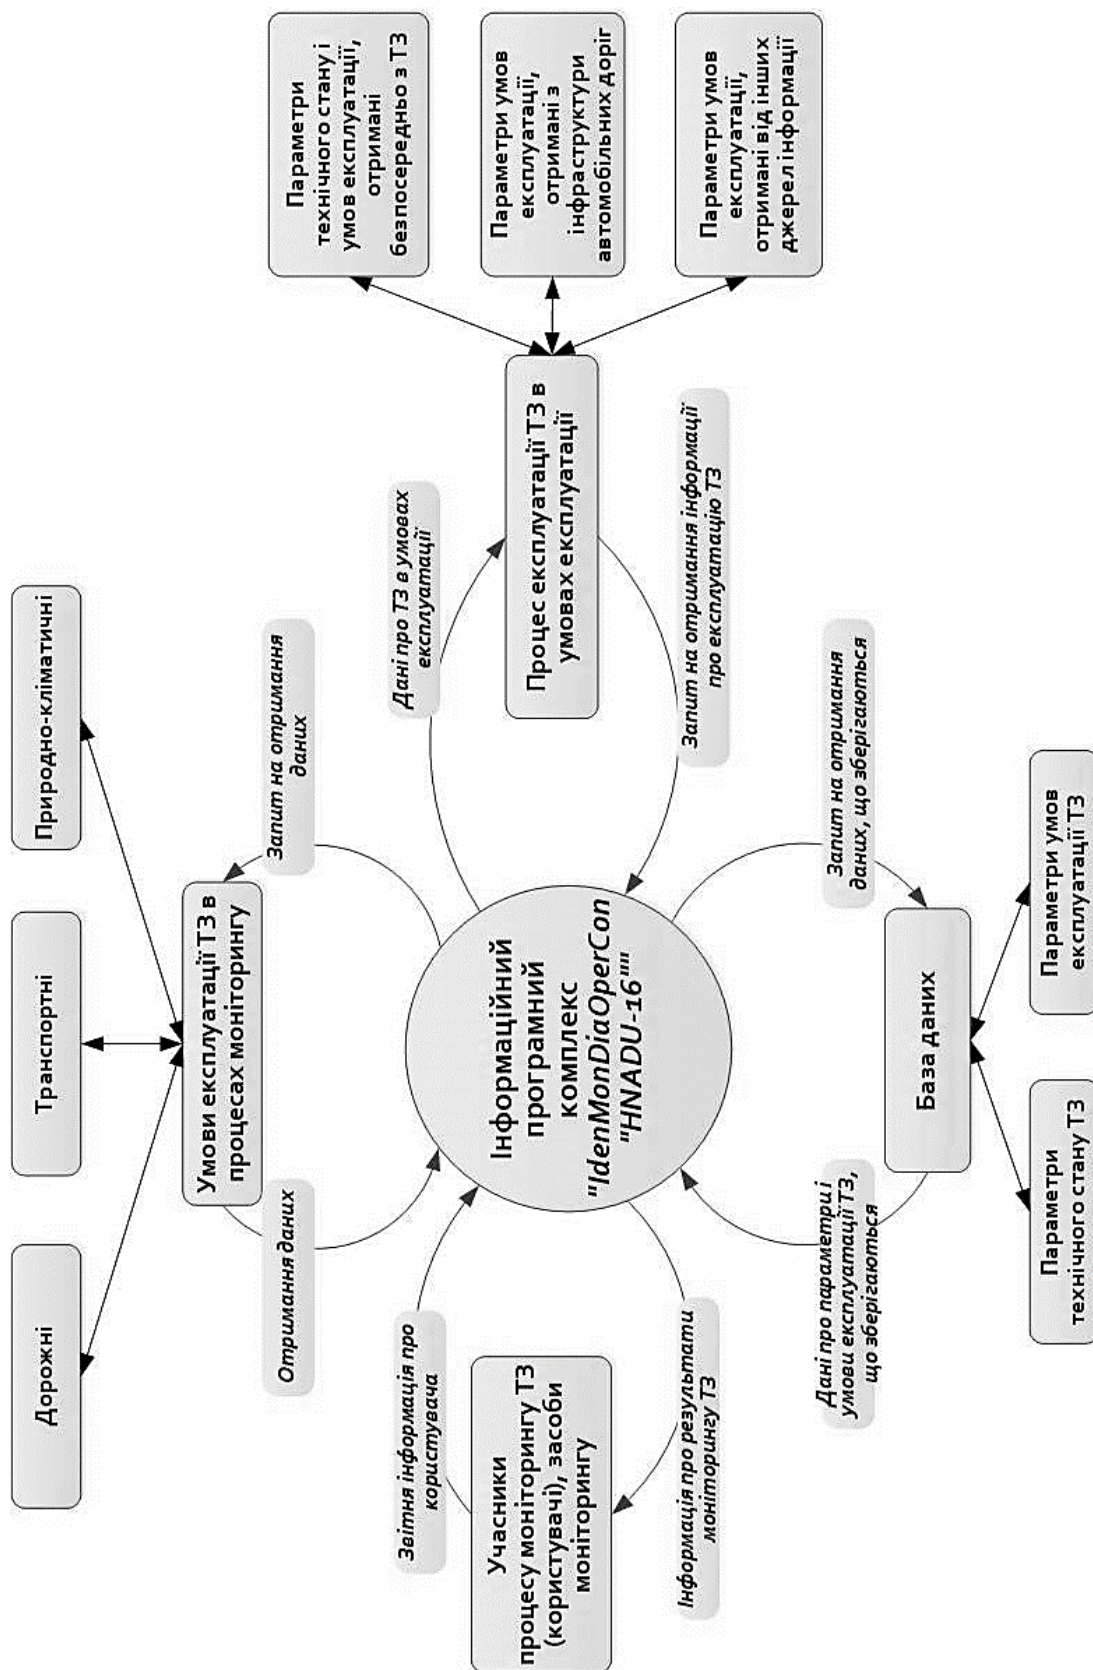 Дорожні
Транспортні
Природно-кліматичні
Умови експлуатації ТЗ в
процесах моніторингу
Отримання даних
Запит на отримання
даних
Звітня інформація про
користувача
Дані про ТЗ в умовах
експлуатації
Учасники
процесу моніторингу ТЗ
(користувачі), засоби
моніторингу
Інформаційний
програмний
комплекс
"IdenMonDiaOperCon
"HNADU-16""
Процес експлуатації ТЗ в
умовах експлуатації
Параметри
технічного стану і
умов експлуатації,
отримані
безпосередньо з ТЗ
Параметри умов
експлуатації,
отримані з
інфраструктури
автомобільних доріг
Параметри умов
експлуатації,
отримані від інших
джерел інформації
Інформація про результати
моніторингу ТЗ
Запит на отримання інформації
про експлуатацію ТЗ
Дані про параметри і
умови експлуатації ТЗ,
що зберігаються
Запит на отримання
даних, що зберігаються
База даних
Параметри
технічного стану ТЗ
Параметри умов
експлуатації ТЗ